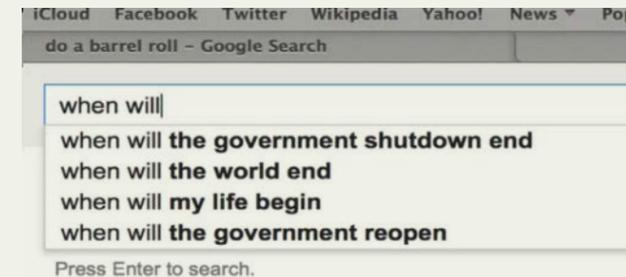 iCloud Facebook Twitter Wikipedia Yahoo! News
do a barrel roll – Google Search
when will
when will the government shutdown end
when will the world end
when will my life begin
when will the government reopen
Press Enter to search.